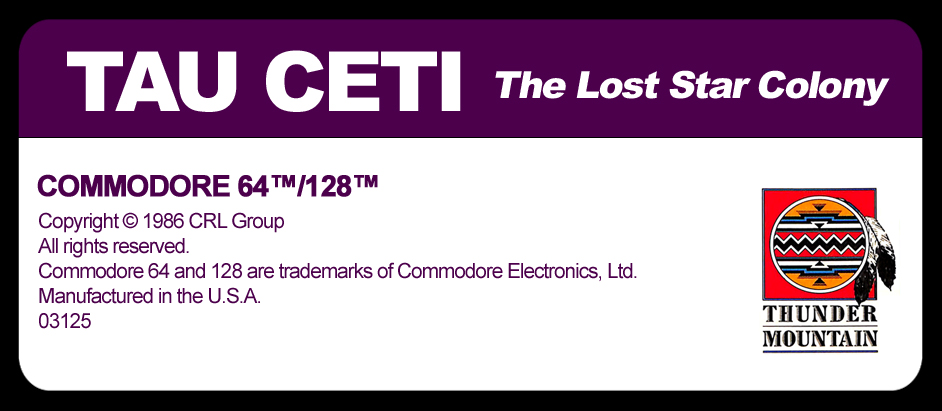 TAU CETI The Lost Star Colony
COMMODORE 64™/128™
Copyright © 1986 CRL Group
All rights reserved.
Commodore 64 and 128 are trademarks of Commodore Electronics, Ltd.
Manufactured in the U.S.A.
03125
THUNDER
MOUNTAIN